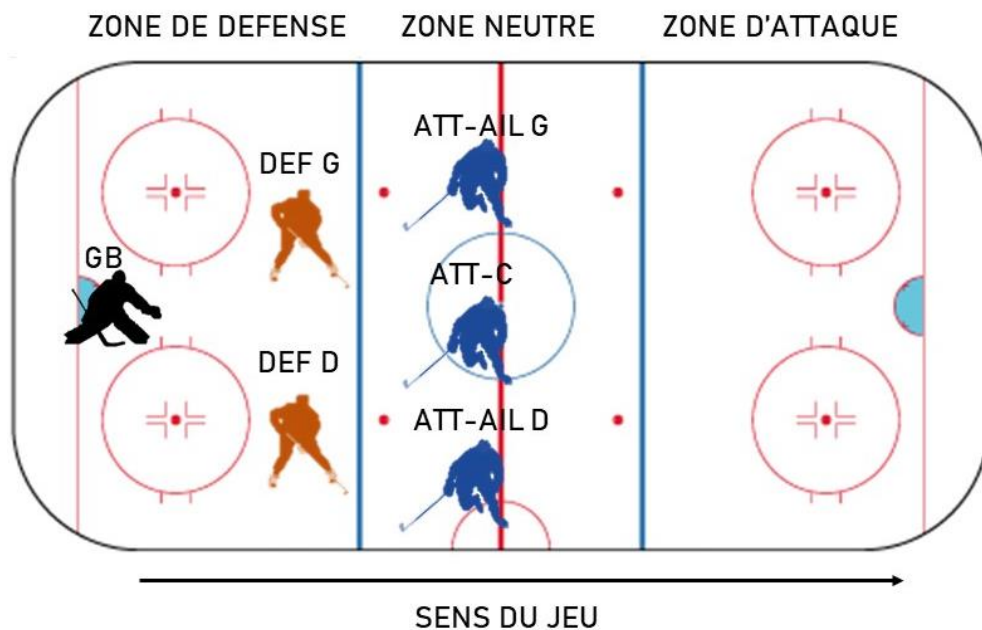 ZONE DE DEFENSE
ZONE NEUTRE
ZONE D'ATTAQUE
ATT-AIL G
DEF G
GB
ATT-C
DEF D
ATT-AIL D
SENS DU JEU